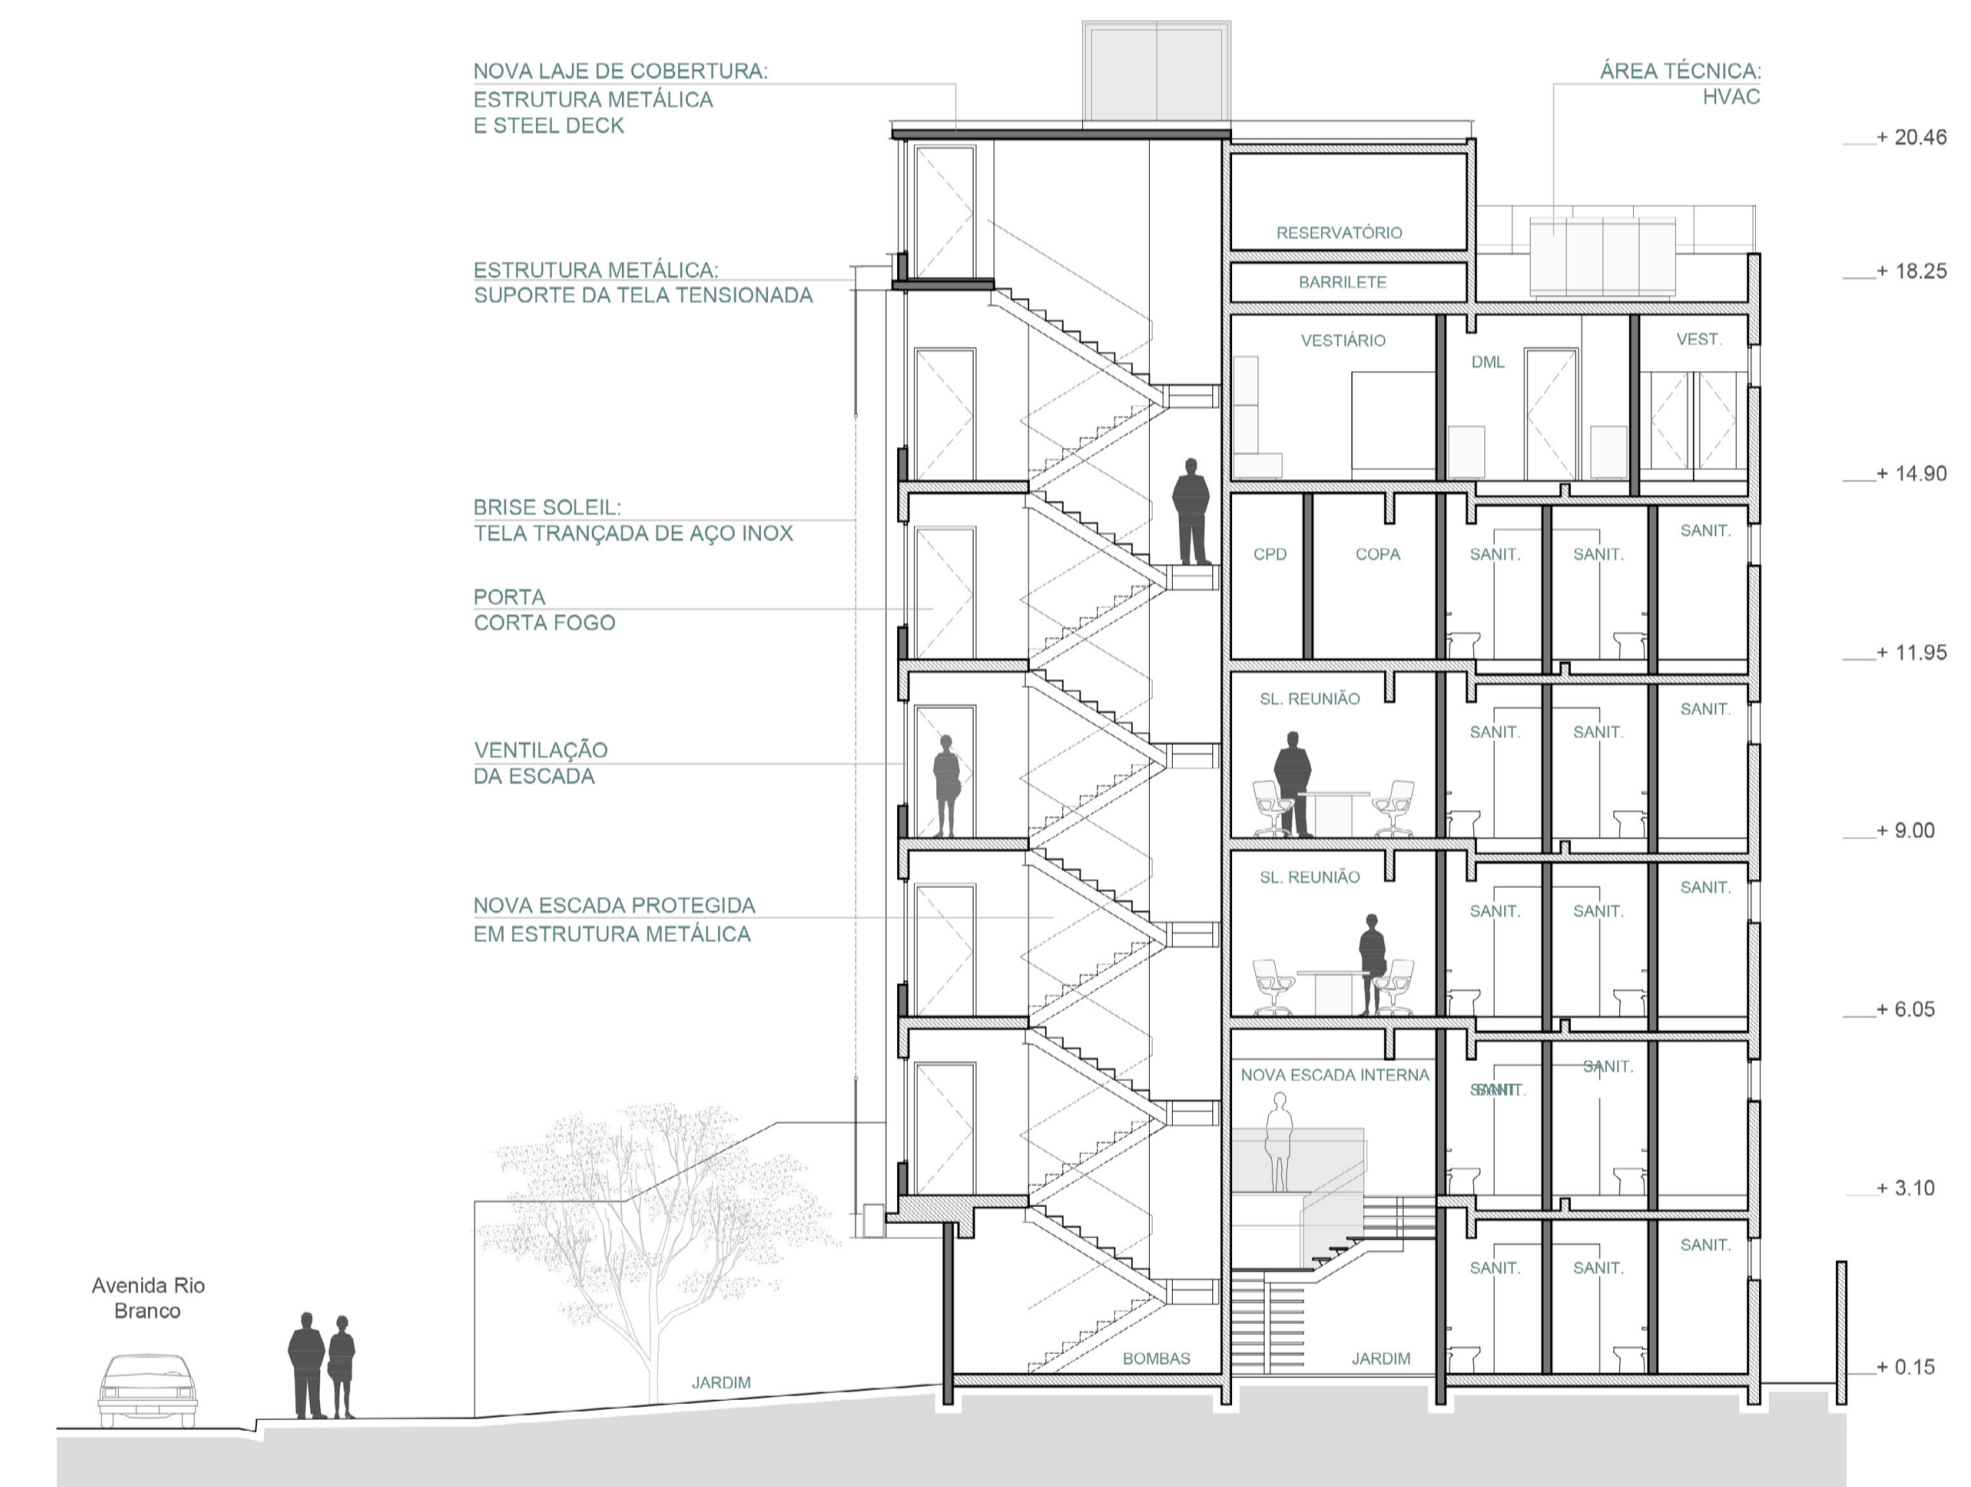 NOVA LAJE DE COBERTURA:
ESTRUTURA METÁLICA
E STEEL DECK
ÁREA TÉCNICA:
HVAC
+ 20.46
RESERVATÓRIO
ESTRUTURA METÁLICA:
SUPORTE DA TELA TENSIONADA
BARRILETE
+ 18.25
VESTIÁRIO
DML
VEST.
+ 14.90
BRISE SOLEIL:
TELA TRANÇADA DE AÇO INOX
CPD
COPA
SANIT.
SANIT.
SANIT.
PORTA
CORTA FOGO
+ 11.95
SL. REUNIÃO
SANIT.
SANIT.
SANIT.
VENTILAÇÃO
DA ESCADA
+ 9.00
SL. REUNIÃO
SANIT.
SANIT.
SANIT.
NOVA ESCADA PROTEGIDA
EM ESTRUTURA METÁLICA
+ 6.05
NOVA ESCADA INTERNA
SANIT.
SANIT.
SANIT.
+ 3.10
SANIT.
SANIT.
SANIT.
Avenida Rio
Branco
JARDIM
BOMBAS
JARDIM
+ 0.15